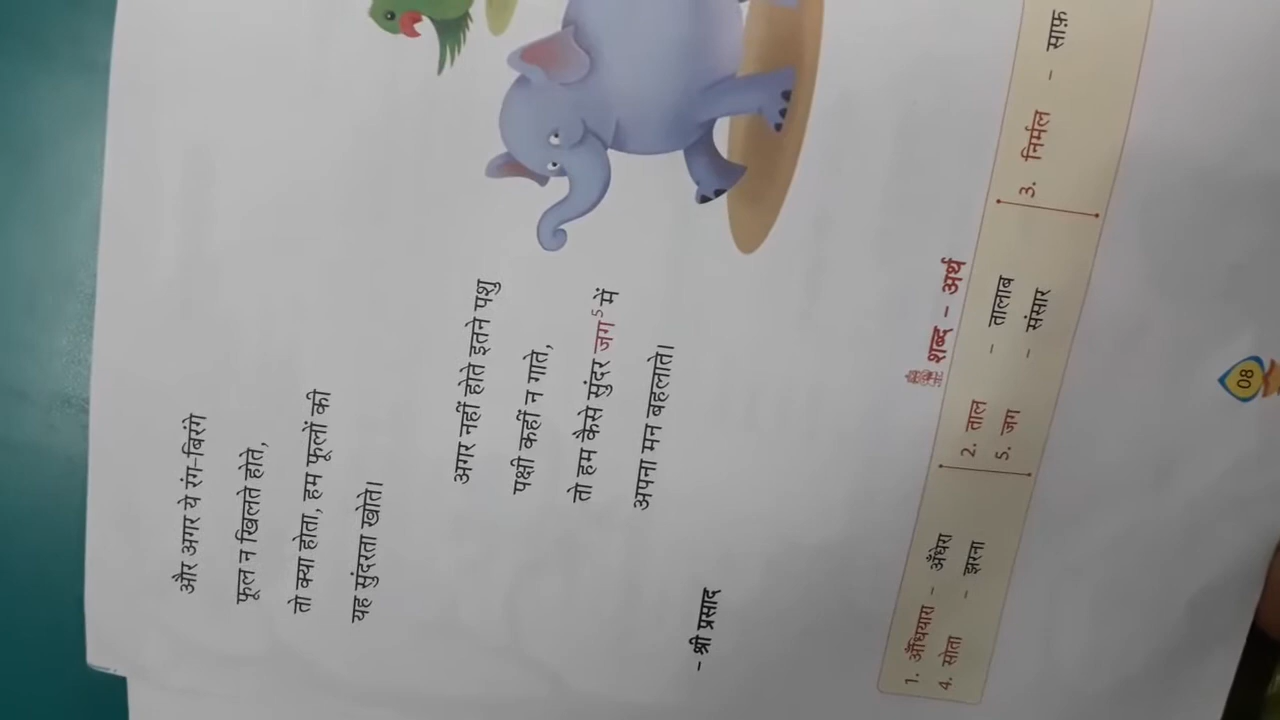 और अगर ये रंग-बिरंगे
फूल न खिलते होते,
तो क्या होता, हम फूलों की
यह सुंदरता खोते।
अगर नहीं होते इतने पशु
पक्षी कहीं न गाते,
तो हम कैसे सुंदर जग⁵ में
अपना मन बहलाते।
– श्री प्रसाद
शब्द – अर्थ
1. अँधियारा – अँधेरा
2. ताल – तालाब
3. निर्मल – साफ़
4. सोता – झरना
5. जग – संसार
08